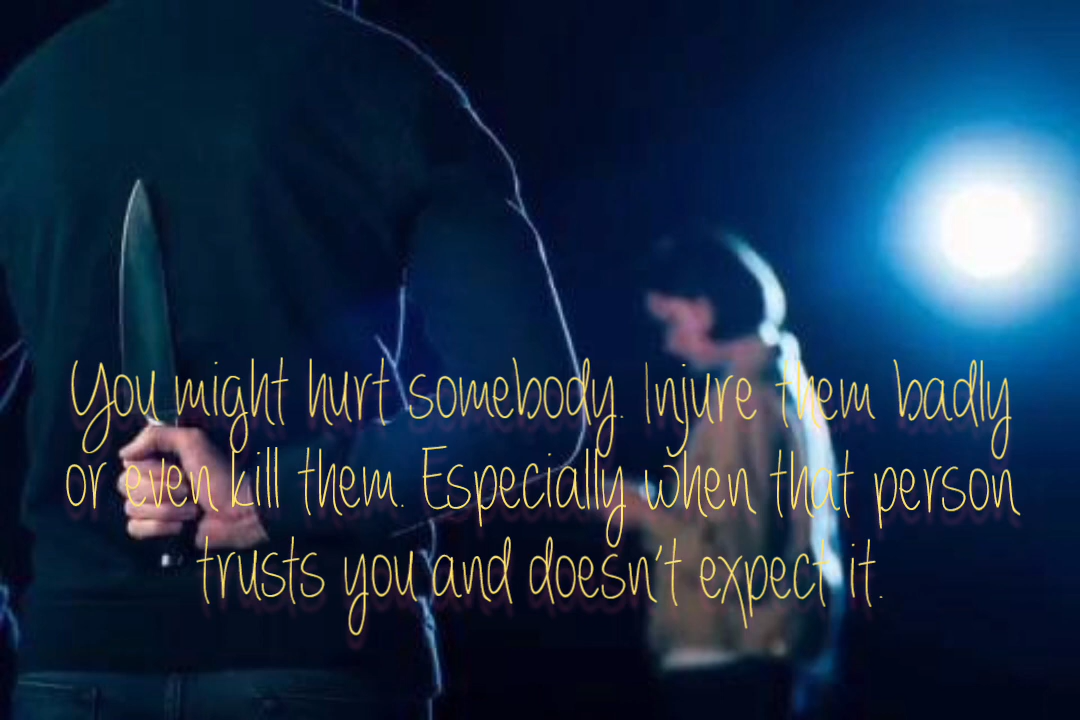 You might hurt somebody. Injure them badly
or even kill them. Especially when that person
trusts you and doesn't expect it.